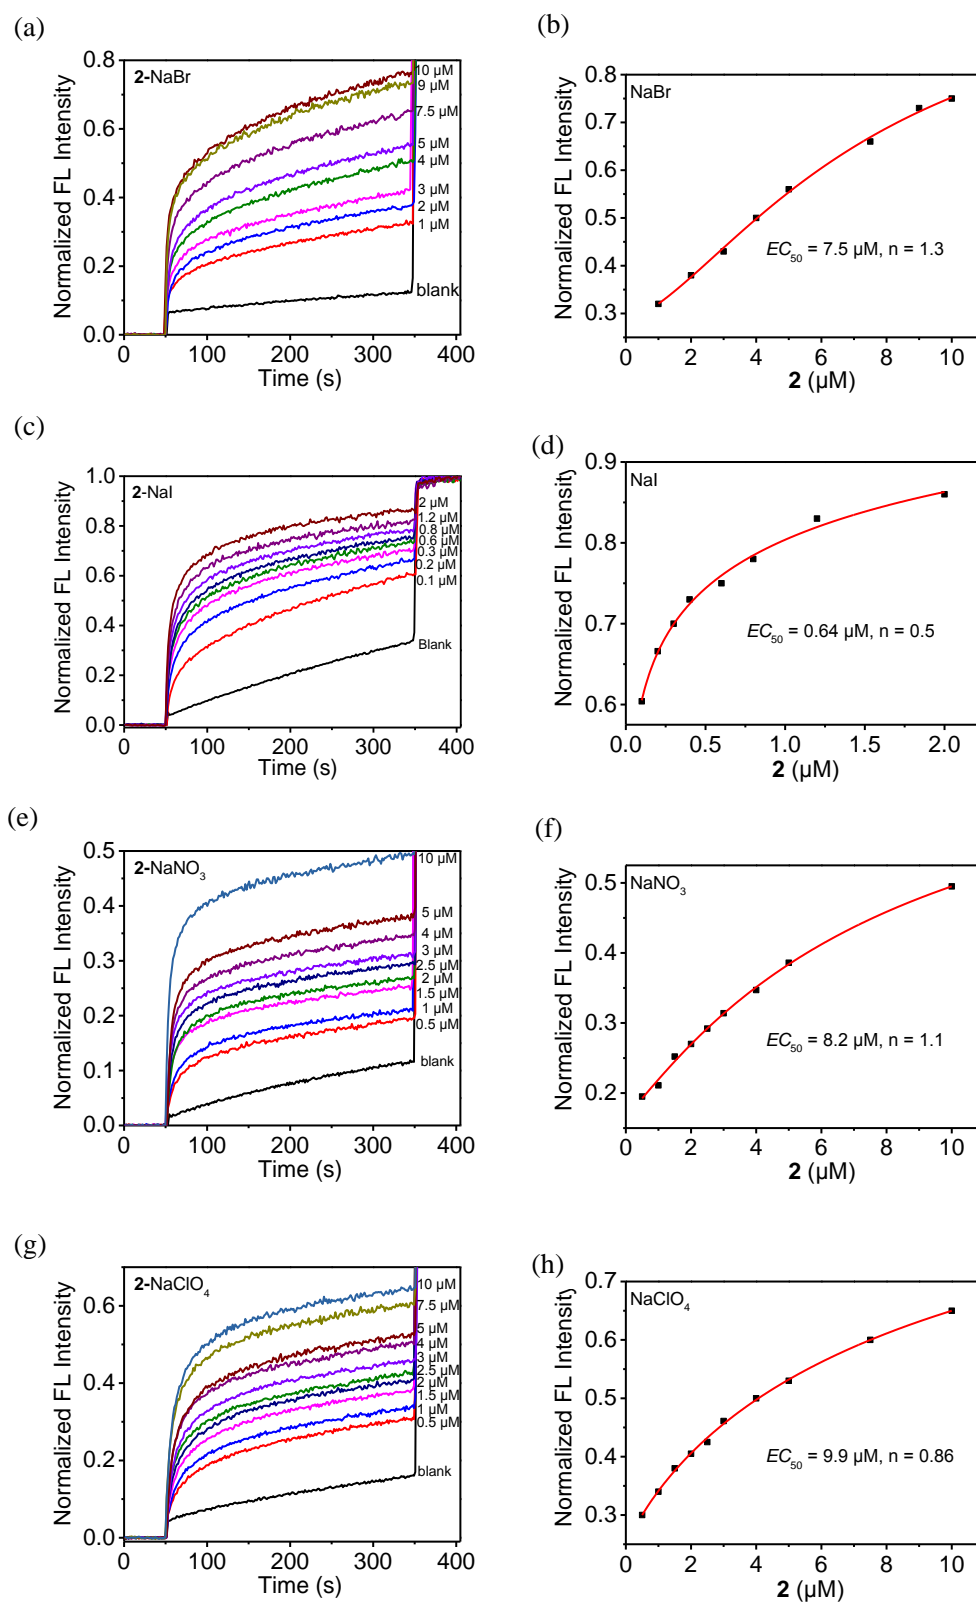 (a)
Normalized FL Intensity
0.8
0.6
0.4
0.2
0.0
2-NaBr
10 µM
9 µM
7.5 µM
5 µM
4 µM
3 µM
2 µM
1 µM
blank
0 100 200 300 400
Time (s)
(b)
Normalized FL Intensity
0.8
0.7
0.6
0.5
0.4
0.3
NaBr
EC50 = 7.5 µM, n = 1.3
0 2 4 6 8 10
2 (µM)
(c)
Normalized FL Intensity
1.0
0.8
0.6
0.4
0.2
0.0
2-NaI
2 µM
1.2 µM
0.8 µM
0.6 µM
0.3 µM
0.2 µM
0.1 µM
Blank
0 100 200 300 400
Time (s)
(d)
Normalized FL Intensity
0.9
0.8
0.7
0.6
NaI
EC50 = 0.64 µM, n = 0.5
0.0 0.5 1.0 1.5 2.0
2 (µM)
(e)
Normalized FL Intensity
0.5
0.4
0.3
0.2
0.1
0.0
2-NaNO3
10 µM
5 µM
4 µM
3 µM
2.5 µM
2 µM
1.5 µM
1 µM
0.5 µM
blank
0 100 200 300 400
Time (s)
(f)
Normalized FL Intensity
0.5
0.4
0.3
0.2
NaNO3
EC50 = 8.2 µM, n = 1.1
0 2 4 6 8 10
2 (µM)
(g)
Normalized FL Intensity
0.6
0.4
0.2
0.0
2-NaClO4
10 µM
7.5 µM
5 µM
4 µM
3 µM
2.5 µM
2 µM
1.5 µM
1 µM
0.5 µM
blank
0 100 200 300 400
Time (s)
(h)
Normalized FL Intensity
0.7
0.6
0.5
0.4
0.3
NaClO4
EC50 = 9.9 µM, n = 0.86
0 2 4 6 8 10
2 (µM)